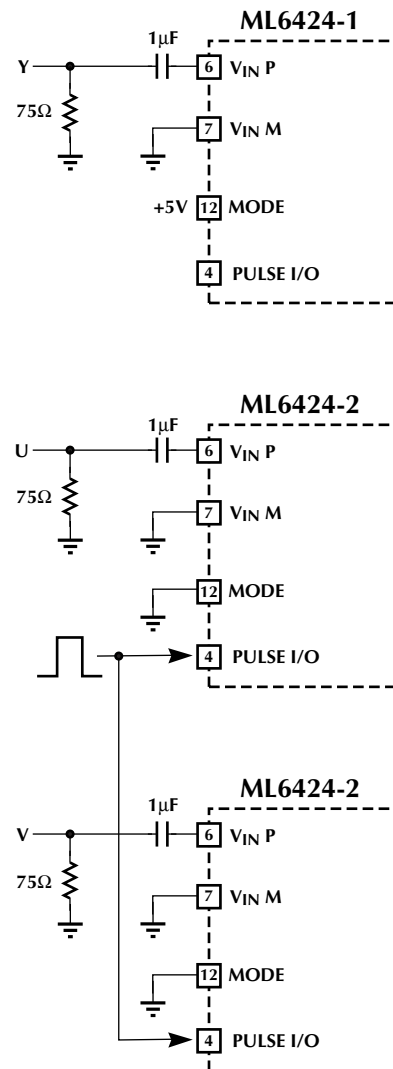 ML6424-1
1µF
Y
6 VIN P
75Ω
7 VIN M
+5V 12 MODE
4 PULSE I/O
ML6424-2
1µF
U
6 VIN P
75Ω
7 VIN M
12 MODE
4 PULSE I/O
ML6424-2
1µF
V
6 VIN P
75Ω
7 VIN M
12 MODE
4 PULSE I/O